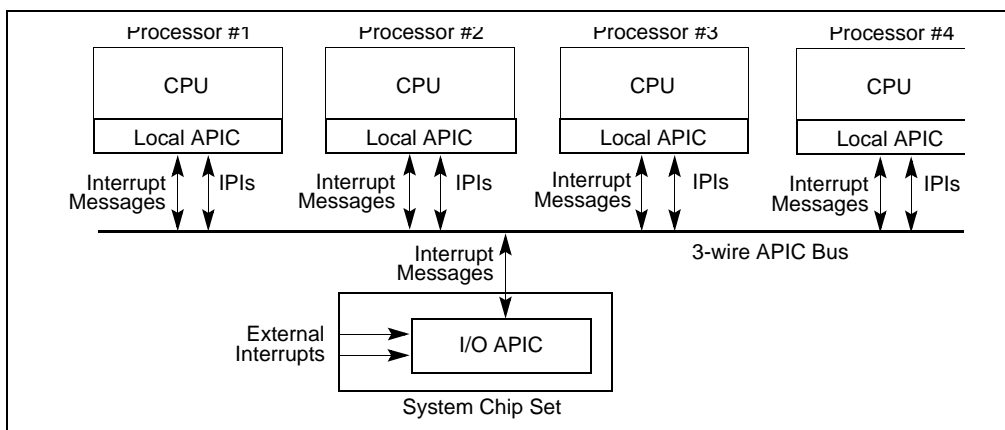 Processor #1
Processor #2
Processor #3
Processor #4
CPU
CPU
CPU
CPU
Local APIC
Local APIC
Local APIC
Local APIC
Interrupt
Messages
IPIs
Interrupt
Messages
IPIs
Interrupt
Messages
IPIs
Interrupt
Messages
IPIs
Interrupt
Messages
3-wire APIC Bus
External
Interrupts
I/O APIC
System Chip Set